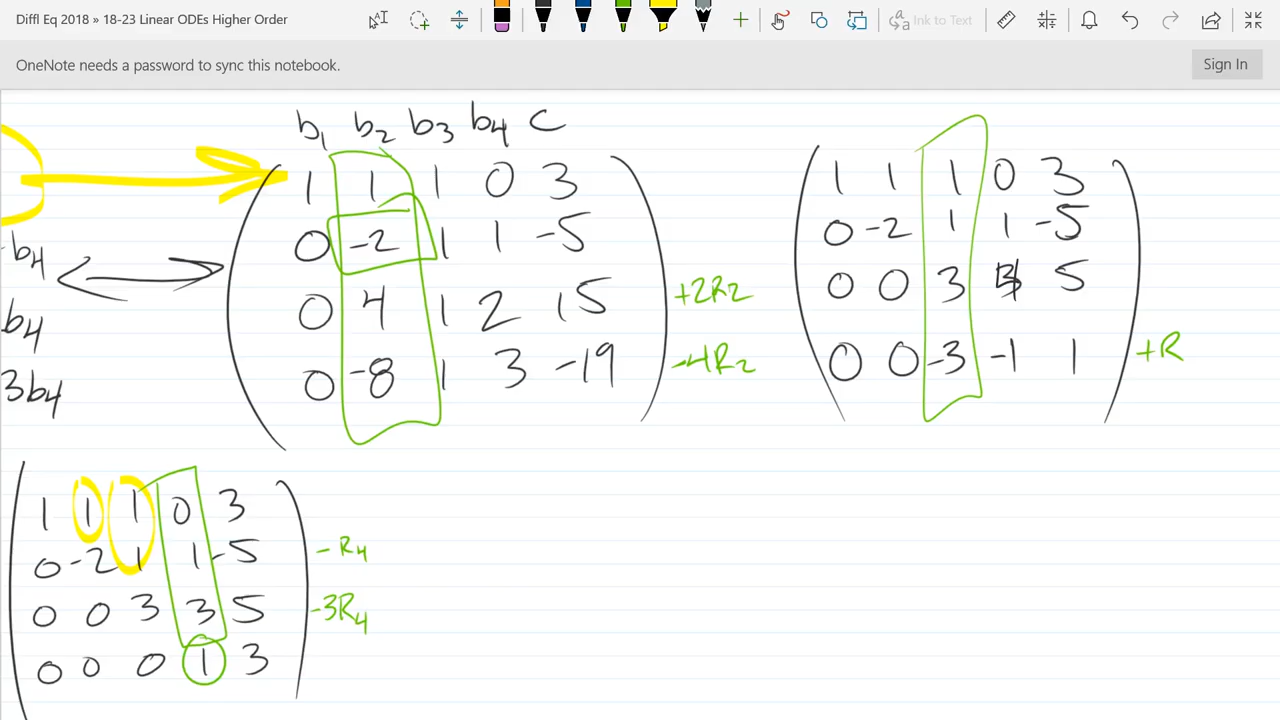 Diffl Eq 2018 » 18-23 Linear ODEs Higher Order
Ink to Text
OneNote needs a password to sync this notebook.
Sign In
b1 b2 b3 b4 C
1 1 1 0 3
0 -2 1 1 -5
0 4 1 2 15 +2R2
0 -8 1 3 -19 -4R2
-b4
b4
3b4
1 1 1 0 3
0 -2 1 1 -5
0 0 3 5
0 0 -3 -1 1 +R
1 1 1 0 3
0 -2 1 1 -5 -R4
0 0 3 3 5 -3R4
0 0 0 1 3